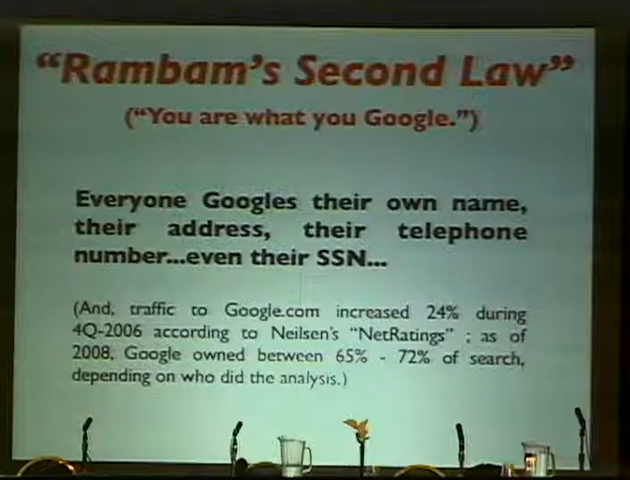 “Rambam’s Second Law”
(“You are what you Google.”)
Everyone Googles their own name,
their address, their telephone
number...even their SSN...
(And, traffic to Google.com increased 24% during
4Q-2006 according to Neilsen’s “NetRatings” ; as of
2008, Google owned between 65% - 72% of search,
depending on who did the analysis.)